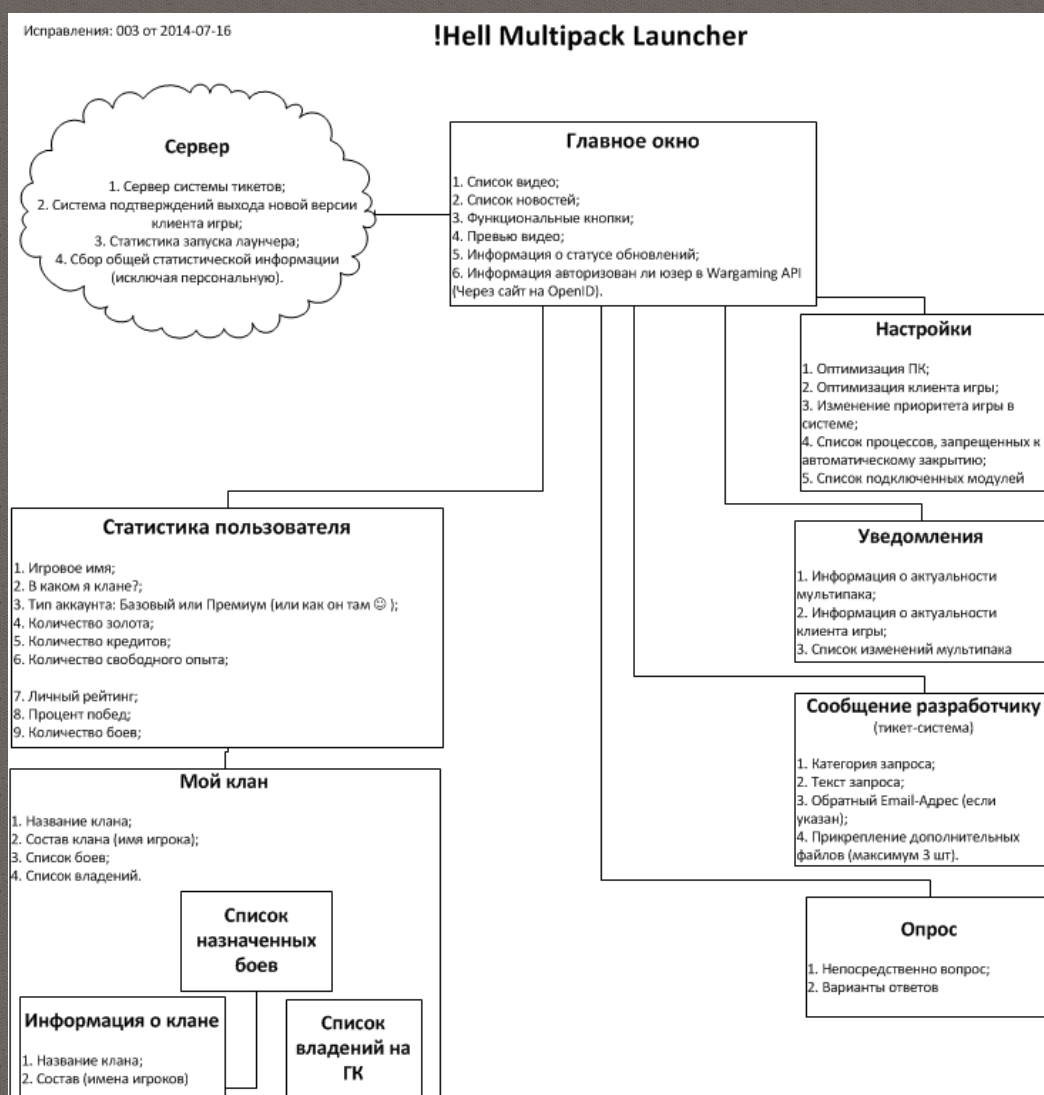 Исправления: 003 от 2014-07-16
!Hell Multipack Launcher
Сервер
1. Сервер системы тикетов;
2. Система подтверждений выхода новой версии
клиента игры;
3. Статистика запуска лаунчера;
4. Сбор общей статистической информации
(исключая персональную).
Главное окно
1. Список видео;
2. Список новостей;
3. Функциональные кнопки;
4. Превью видео;
5. Информация о статусе обновлений;
6. Информация авторизован ли юзер в Wargaming API
(Через сайт на OpenID).
Настройки
1. Оптимизация ПК;
2. Оптимизация клиента игры;
3. Изменение приоритета игры в
системе;
4. Список процессов, запрещенных к
автоматическому закрытию;
5. Список подключенных модулей
Статистика пользователя
1. Игровое имя;
2. В каком я клане?;
3. Тип аккаунта: Базовый или Премиум (или как он там ☺ );
4. Количество золота;
5. Количество кредитов;
6. Количество свободного опыта;
7. Личный рейтинг;
8. Процент побед;
9. Количество боев;
Уведомления
1. Информация о актуальности
мультипака;
2. Информация о актуальности
клиента игры;
3. Список изменений мультипака
Сообщение разработчику
(тикет-система)
1. Категория запроса;
2. Текст запроса;
3. Обратный Email-Адрес (если
указан);
4. Прикрепление дополнительных
файлов (максимум 3 шт).
Мой клан
1. Название клана;
2. Состав клана (имя игрока);
3. Список боев;
4. Список владений.
Список
назначенных
боев
Опрос
1. Непосредственно вопрос;
2. Варианты ответов
Информация о клане
1. Название клана;
2. Состав (имена игроков)
Список
владений на
ГК